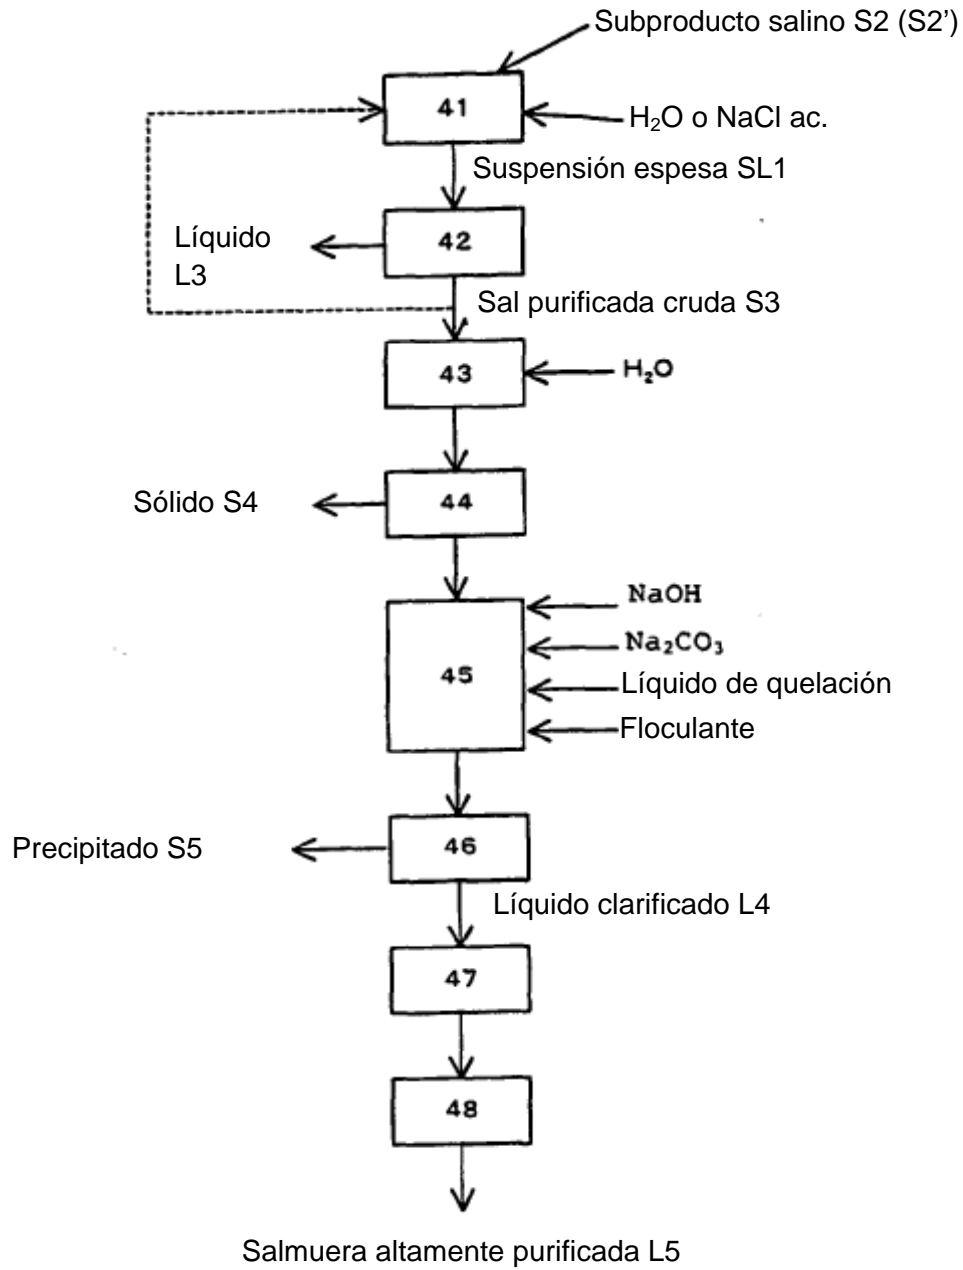 Subproducto salino S2 (S2’)
41
H₂O o NaCl ac.
Suspensión espesa SL1
Líquido
L3
42
Sal purificada cruda S3
43
H₂O
Sólido S4
44
NaOH
Na₂CO₃
45
Líquido de quelación
Floculante
Precipitado S5
46
Líquido clarificado L4
47
48
Salmuera altamente purificada L5